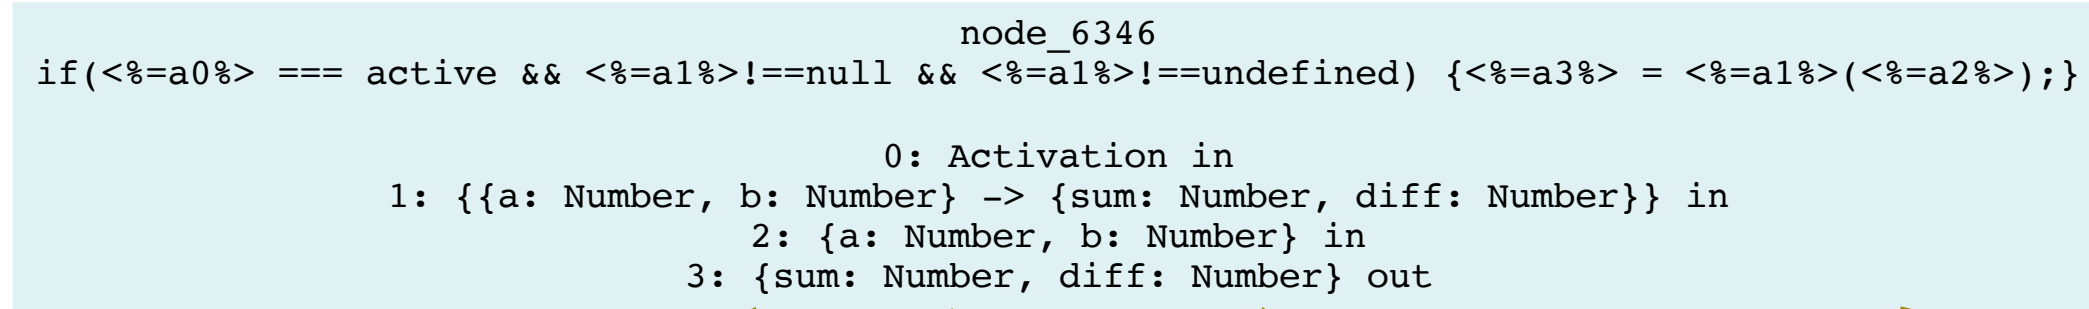 node_6346
if(<%=a0%> === active && <%=a1%>!==null && <%=a1%>!==undefined) {<%=a3%> = <%=a1%>(<%=a2%>);}
0: Activation in
1: {{a: Number, b: Number} -> {sum: Number, diff: Number}} in
2: {a: Number, b: Number} in
3: {sum: Number, diff: Number} out